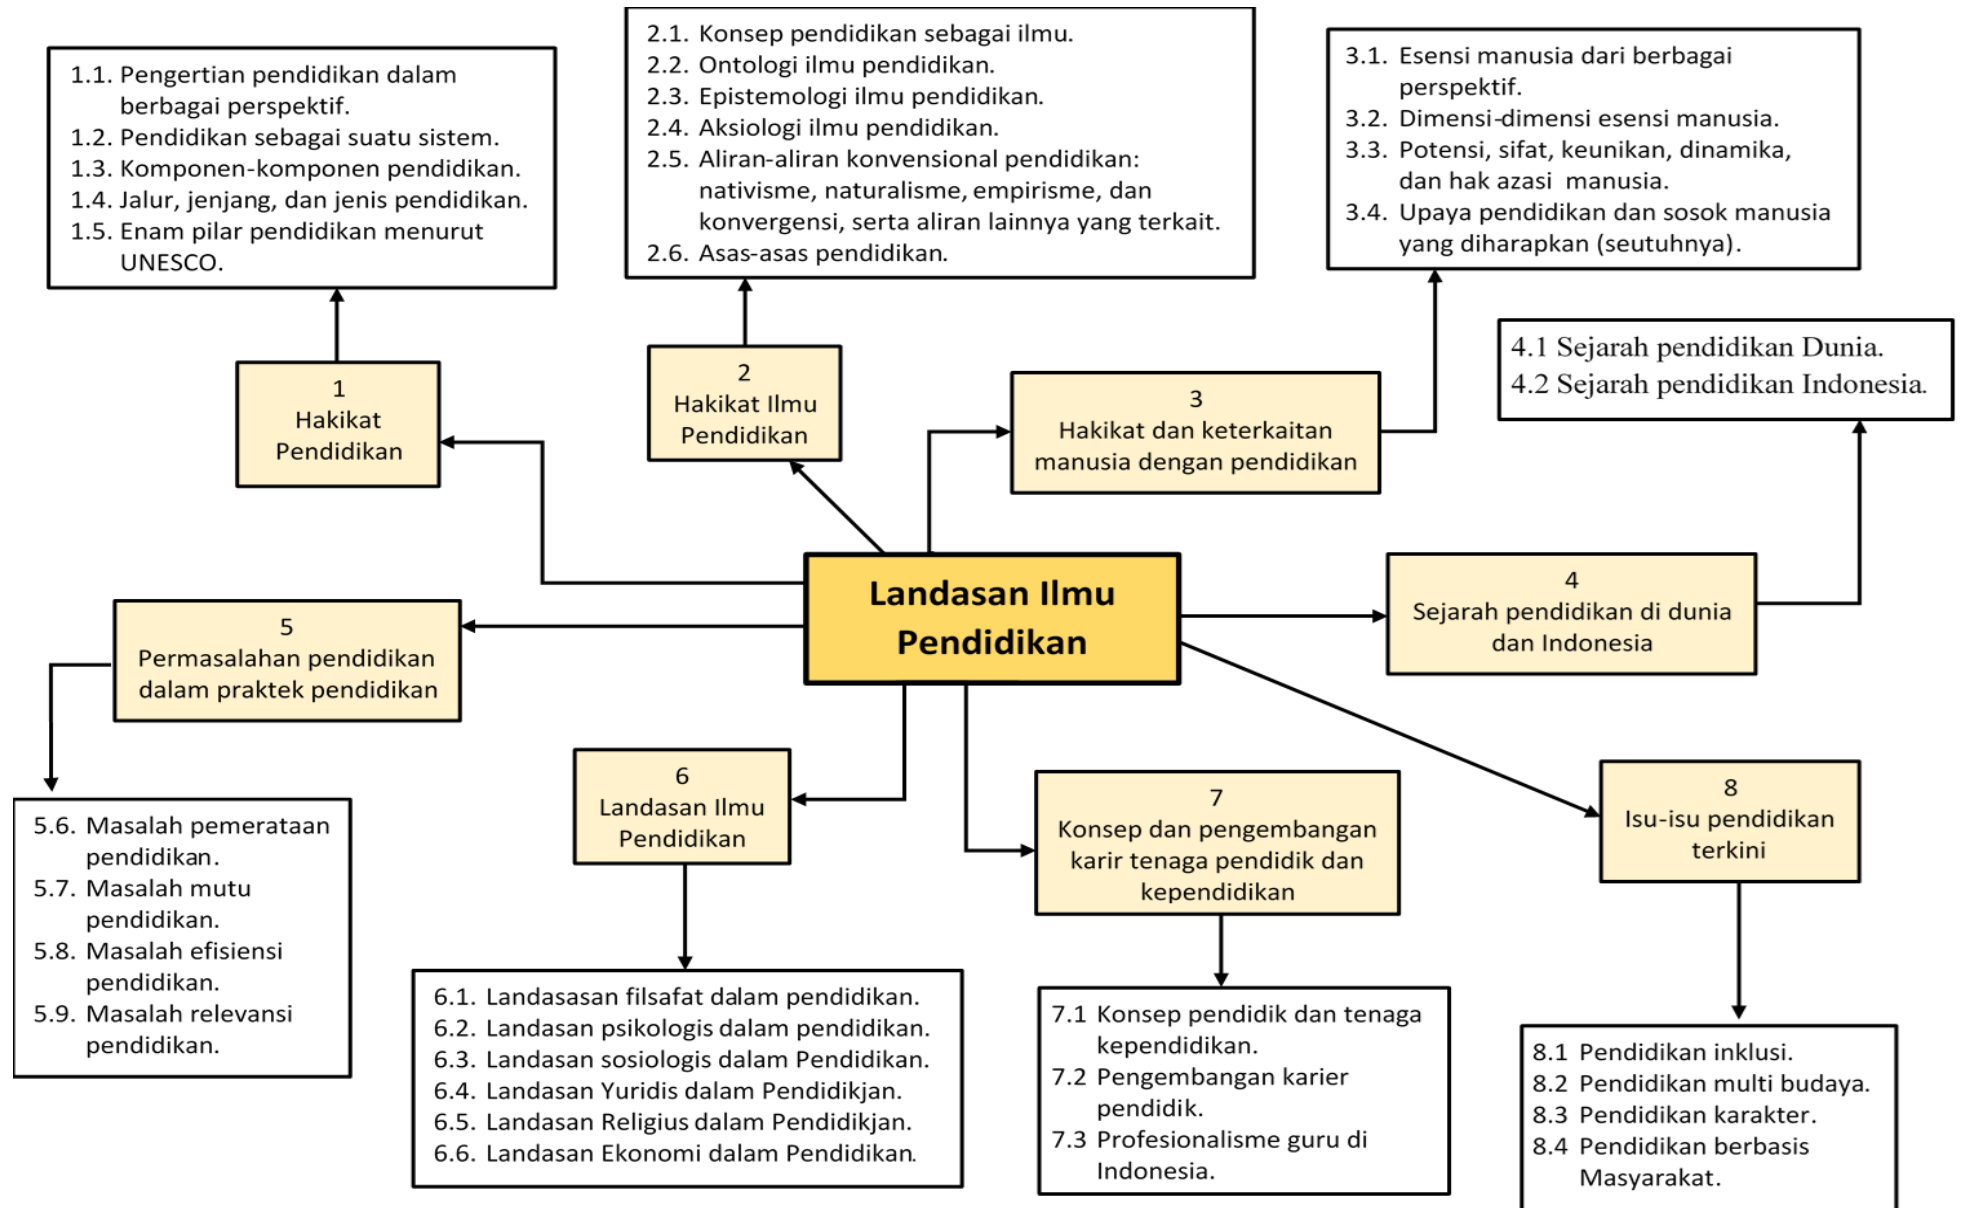 1.1. Pengertian pendidikan dalam
berbagai perspektif.
1.2. Pendidikan sebagai suatu sistem.
1.3. Komponen-komponen pendidikan.
1.4. Jalur, jenjang, dan jenis pendidikan.
1.5. Enam pilar pendidikan menurut
UNESCO.
2.1. Konsep pendidikan sebagai ilmu.
2.2. Ontologi ilmu pendidikan.
2.3. Epistemologi ilmu pendidikan.
2.4. Aksiologi ilmu pendidikan.
2.5. Aliran-aliran konvensional pendidikan:
nativisme, naturalisme, empirisme, dan
konvergensi, serta aliran lainnya yang terkait.
2.6. Asas-asas pendidikan.
3.1. Esensi manusia dari berbagai
perspektif.
3.2. Dimensi-dimensi esensi manusia.
3.3. Potensi, sifat, keunikan, dinamika,
dan hak azasi manusia.
3.4. Upaya pendidikan dan sosok manusia
yang diharapkan (seutuhnya).
4.1 Sejarah pendidikan Dunia.
4.2 Sejarah pendidikan Indonesia.
1
Hakikat
Pendidikan
2
Hakikat Ilmu
Pendidikan
3
Hakikat dan keterkaitan
manusia dengan pendidikan
Landasan Ilmu
Pendidikan
4
Sejarah pendidikan di dunia
dan Indonesia
5
Permasalahan pendidikan
dalam praktek pendidikan
6
Landasan Ilmu
Pendidikan
7
Konsep dan pengembangan
karir tenaga pendidik dan
kependidikan
8
Isu-isu pendidikan
terkini
5.6. Masalah pemerataan
pendidikan.
5.7. Masalah mutu
pendidikan.
5.8. Masalah efisiensi
pendidikan.
5.9. Masalah relevansi
pendidikan.
6.1. Landasasan filsafat dalam pendidikan.
6.2. Landasan psikologis dalam pendidikan.
6.3. Landasan sosiologis dalam Pendidikan.
6.4. Landasan Yuridis dalam Pendidikjan.
6.5. Landasan Religius dalam Pendidikjan.
6.6. Landasan Ekonomi dalam Pendidikan.
7.1 Konsep pendidik dan tenaga
kependidikan.
7.2 Pengembangan karier
pendidik.
7.3 Profesionalisme guru di
Indonesia.
8.1 Pendidikan inklusi.
8.2 Pendidikan multi budaya.
8.3 Pendidikan karakter.
8.4 Pendidikan berbasis
Masyarakat.